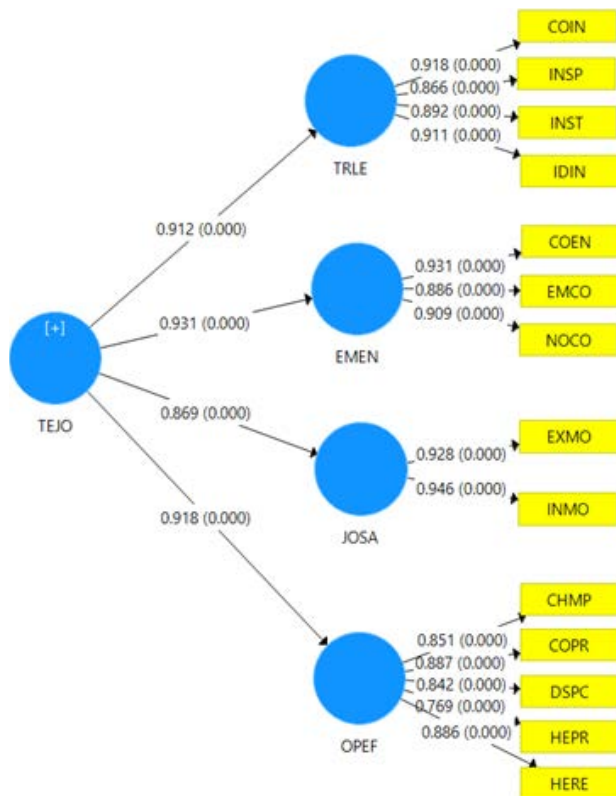 COIN
0.918 (0.000)
0.866 (0.000)
INSP
0.892 (0.000)
INST
0.911 (0.000)
IDIN
TRLE
0.912 (0.000)
COEN
0.931 (0.000)
0.886 (0.000)
EMCO
0.909 (0.000)
NOCO
[+]
0.931 (0.000)
EMEN
TEJO
0.869 (0.000)
EXMO
0.928 (0.000)
0.946 (0.000)
INMO
0.918 (0.000)
JOSA
CHMP
0.851 (0.000)
COPR
0.887 (0.000)
0.842 (0.000)
DSPC
0.769 (0.000)
HEPR
0.886 (0.000)
OPEF
HERE